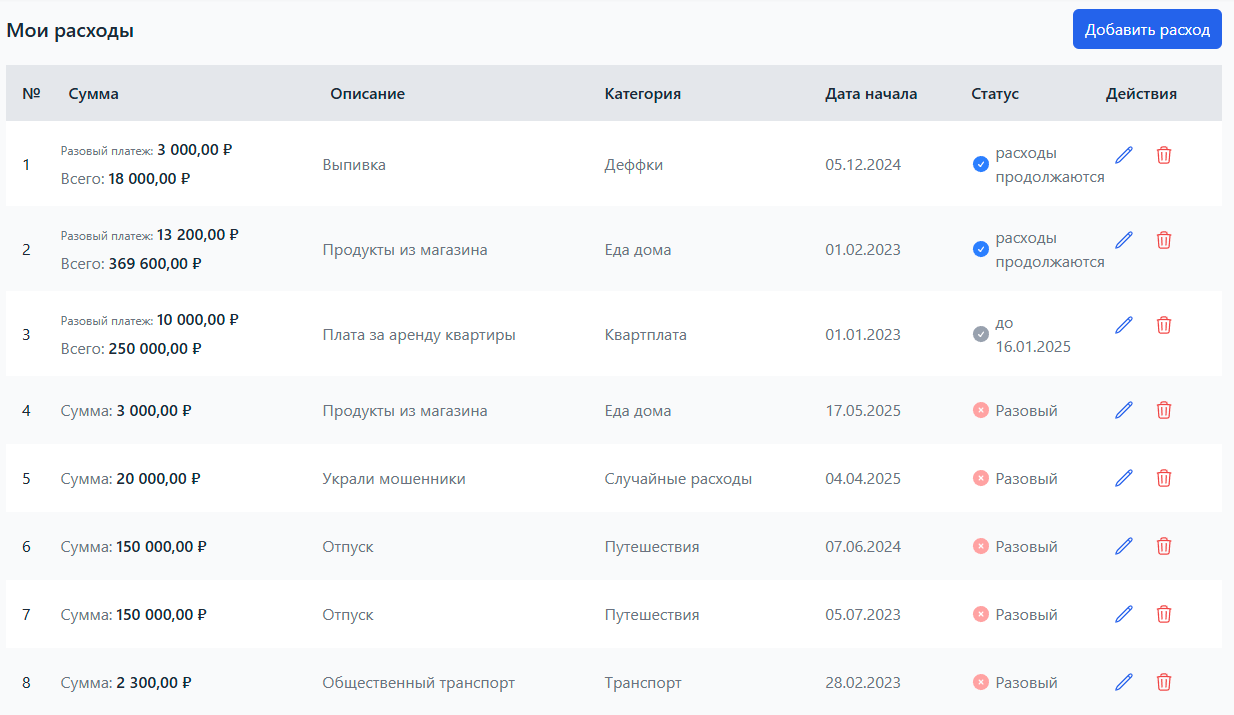 Мои расходы
Добавить расход
№ Сумма Описание Категория Дата начала Статус Действия
1 Разовый платеж: 3 000,00 ₽ Всего: 18 000,00 ₽ Выпивка Деффки 05.12.2024 расходы продолжаются
2 Разовый платеж: 13 200,00 ₽ Всего: 369 600,00 ₽ Продукты из магазина Еда дома 01.02.2023 расходы продолжаются
3 Разовый платеж: 10 000,00 ₽ Всего: 250 000,00 ₽ Плата за аренду квартиры Квартплата 01.01.2023 до 16.01.2025
4 Сумма: 3 000,00 ₽ Продукты из магазина Еда дома 17.05.2025 Разовый
5 Сумма: 20 000,00 ₽ Украли мошенники Случайные расходы 04.04.2025 Разовый
6 Сумма: 150 000,00 ₽ Отпуск Путешествия 07.06.2024 Разовый
7 Сумма: 150 000,00 ₽ Отпуск Путешествия 05.07.2023 Разовый
8 Сумма: 2 300,00 ₽ Общественный транспорт Транспорт 28.02.2023 Разовый